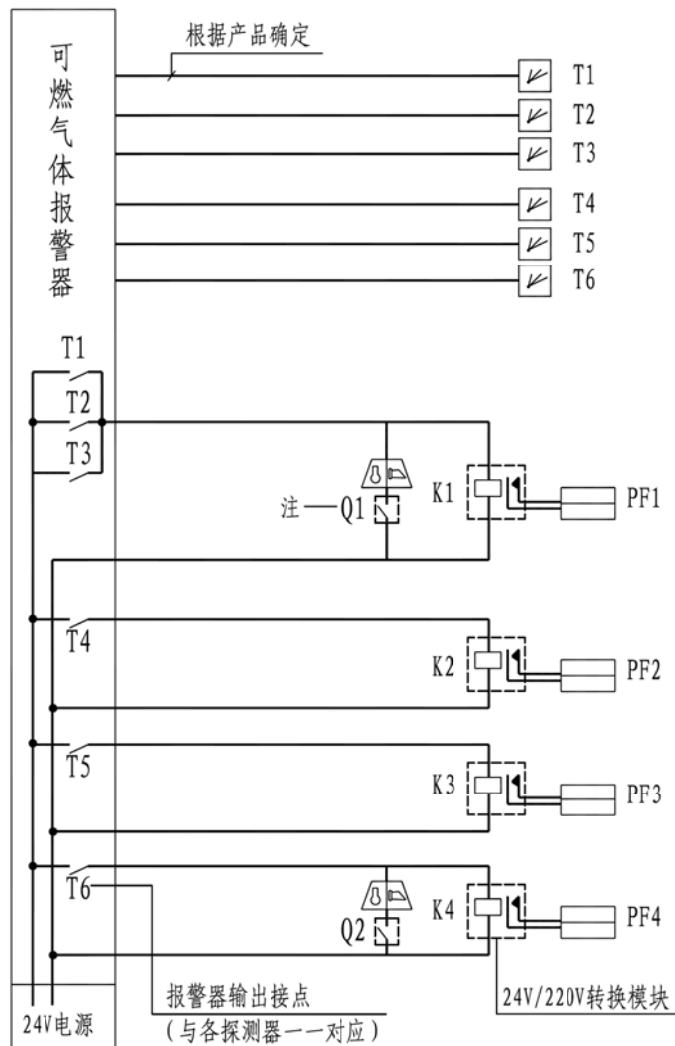 可燃气体报警器
根据产品确定
T1
T2
T3
T4
T5
T6
T1
T2
T3
注
Q1
K1
PF1
T4
K2
PF2
T5
K3
PF3
T6
Q2
K4
PF4
报警器输出接点
(与各探测器一一对应)
24V/220V转换模块
24V电源